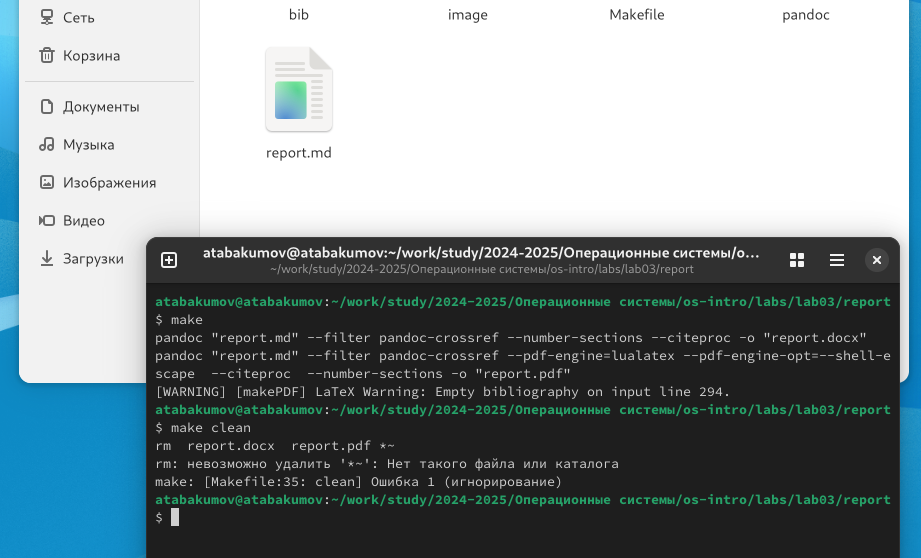 Сеть
Корзина
Документы
Музыка
Изображения
Видео
Загрузки
bib image Makefile pandoc
report.md
atabakumov@atabakumov:~/work/study/2024-2025/Операционные системы/o...
~/work/study/2024-2025/Операционные системы/os-intro/labs/lab03/report
atabakumov@atabakumov:~/work/study/2024-2025/Операционные системы/os-intro/labs/lab03/report
$ make
pandoc "report.md" --filter pandoc-crossref --number-sections --citeproc -o "report.docx"
pandoc "report.md" --filter pandoc-crossref --pdf-engine=lualatex --pdf-engine-opt=--shell-e
scape  --citeproc  --number-sections -o "report.pdf"
[WARNING] [makePDF] LaTeX Warning: Empty bibliography on input line 294.
atabakumov@atabakumov:~/work/study/2024-2025/Операционные системы/os-intro/labs/lab03/report
$ make clean
rm  report.docx  report.pdf *~
rm: невозможно удалить '*~': Нет такого файла или каталога
make: [Makefile:35: clean] Ошибка 1 (игнорирование)
atabakumov@atabakumov:~/work/study/2024-2025/Операционные системы/os-intro/labs/lab03/report
$